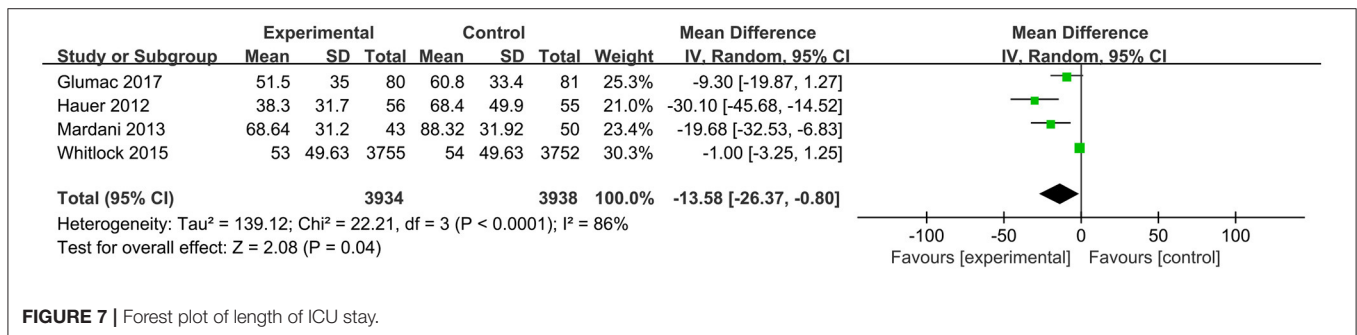 Experimental Control Mean Difference Mean Difference
Study or Subgroup Mean SD Total Mean SD Total Weight IV, Random, 95% CI IV, Random, 95% CI
Glumac 2017 51.5 35 80 60.8 33.4 81 25.3% -9.30 [-19.87, 1.27]
Hauer 2012 38.3 31.7 56 68.4 49.9 55 21.0% -30.10 [-45.68, -14.52]
Mardani 2013 68.64 31.2 43 88.32 31.92 50 23.4% -19.68 [-32.53, -6.83]
Whitlock 2015 53 49.63 3755 54 49.63 3752 30.3% -1.00 [-3.25, 1.25]
Total (95% CI) 3934 3938 100.0% -13.58 [-26.37, -0.80]
Heterogeneity: Tau² = 139.12; Chi² = 22.21, df = 3 (P < 0.0001); I² = 86%
Test for overall effect: Z = 2.08 (P = 0.04)
-100 -50 0 50 100
Favours [experimental] Favours [control]
FIGURE 7 | Forest plot of length of ICU stay.